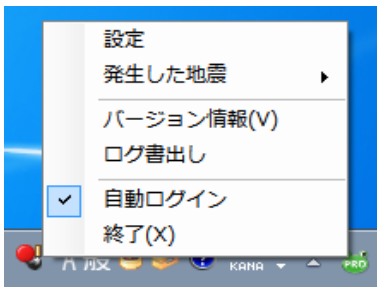 設定
発生した地震
バージョン情報(V)
ログ書出し
自動ログイン
終了(X)
般
KANA
PRO